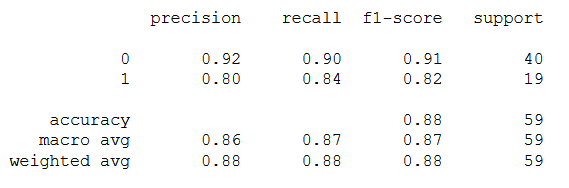 precision recall f1-score support
0 0.92 0.90 0.91 40
1 0.80 0.84 0.82 19
accuracy 0.88 59
macro avg 0.86 0.87 0.87 59
weighted avg 0.88 0.88 0.88 59